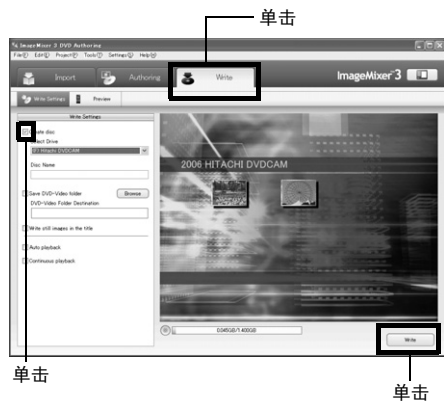 单击
ImageMixer 3 DVD Authoring
File(F) Edit(E) Project(P) Tools(T) Settings(S) Help(H)
Import
Authoring
Write
ImageMixer 3
Write Settings
Preview
Write Settings
Create disc
Select Drive
Hitachi DVDCAM
Disc Name
2006 HITACHI DVDCAM
Save DVD-Video folder
Browse
DVD-Video Folder Destination
Write still images in the title
Auto playback
Continuous playback
0.045GB/1.400GB
Write
单击
单击